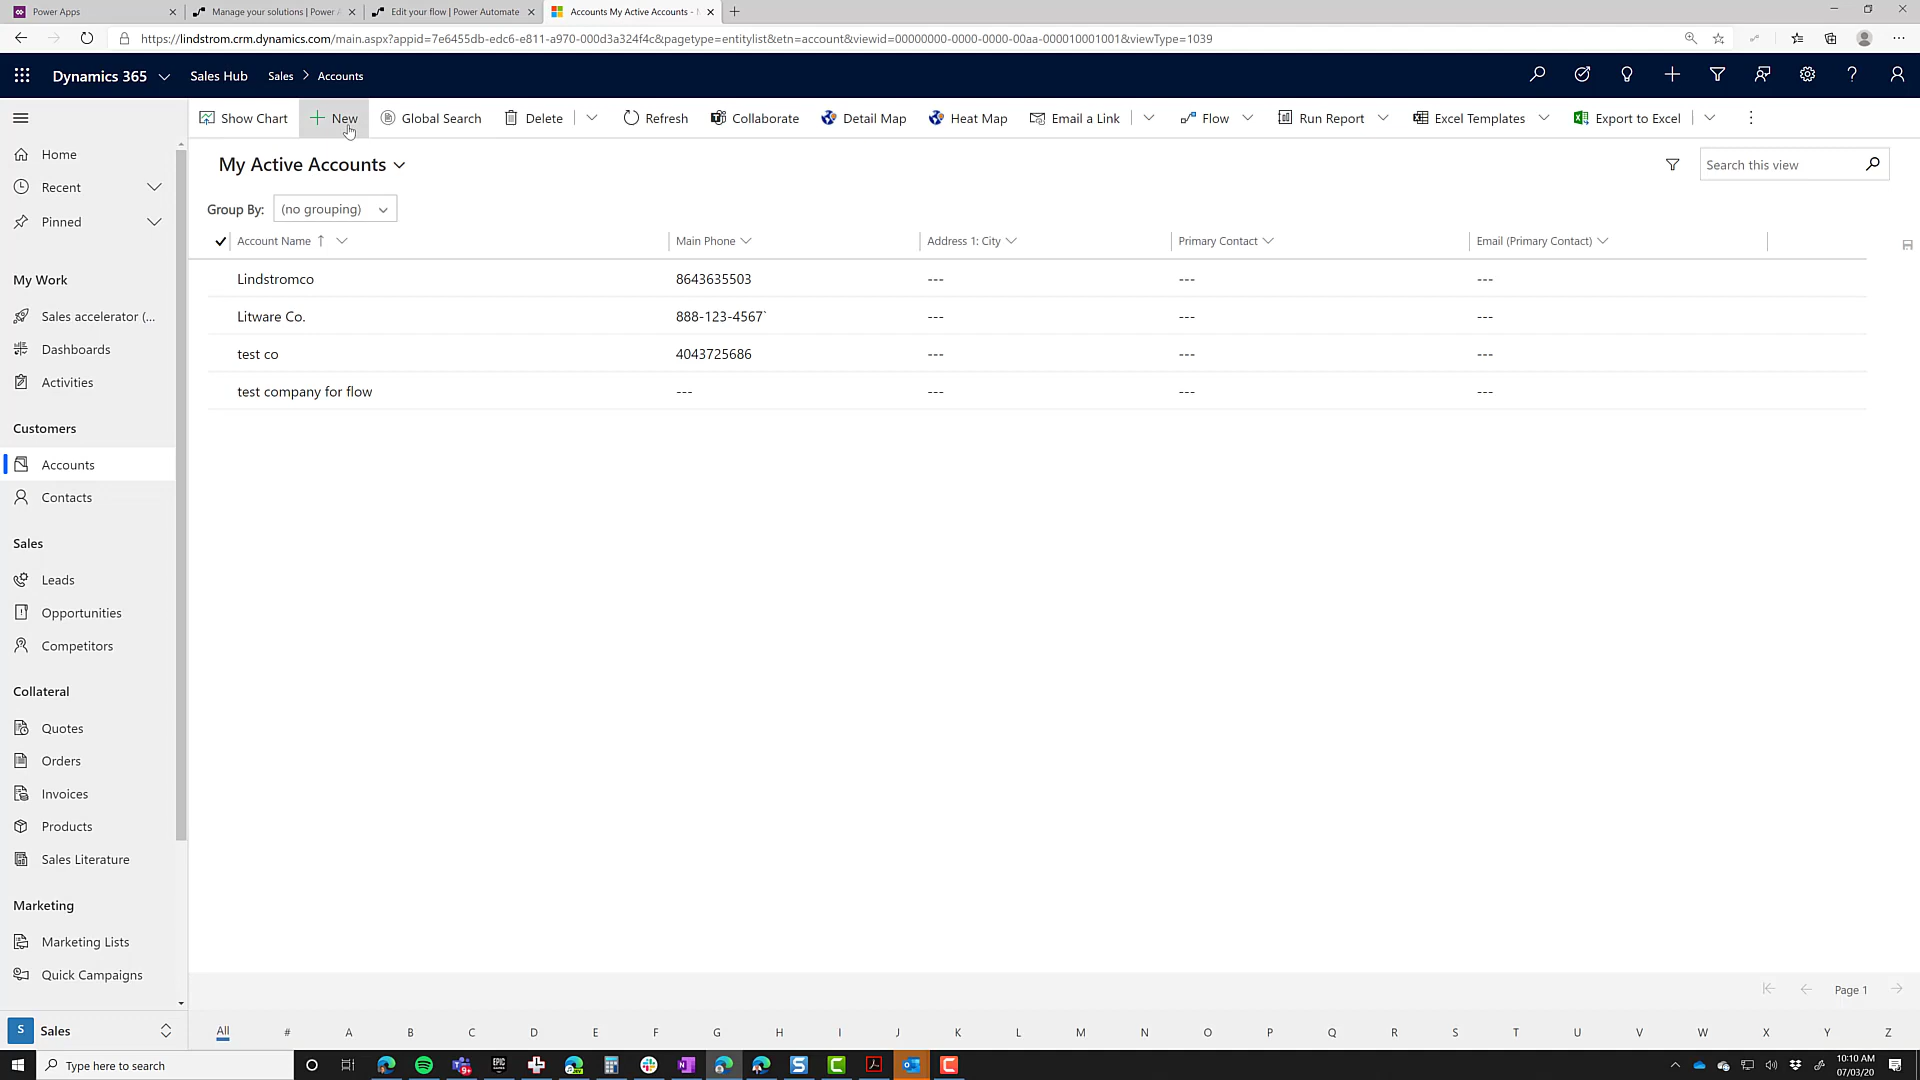 Power Apps
Manage your solutions | Power A
Edit your flow | Power Automate
Accounts My Active Accounts -
https://lindstrom.crm.dynamics.com/main.aspx?appid=7e6455db-edc6-e811-a970-000d3a324f4c&pagetype=entitylist&etn=account&viewid=00000000-0000-0000-00aa-000010001001&viewType=1039
Dynamics 365
Sales Hub
Sales > Accounts
Show Chart
New
Global Search
Delete
Refresh
Collaborate
Detail Map
Heat Map
Email a Link
Flow
Run Report
Excel Templates
Export to Excel
Home
Recent
Pinned
My Work
Sales accelerator (...
Dashboards
Activities
Customers
Accounts
Contacts
Sales
Leads
Opportunities
Competitors
Collateral
Quotes
Orders
Invoices
Products
Sales Literature
Marketing
Marketing Lists
Quick Campaigns
S Sales
My Active Accounts
Search this view
Group By: (no grouping)
Account Name ↑ Main Phone Address 1: City Primary Contact Email (Primary Contact)
Lindstromco 8643635503 --- --- ---
Litware Co. 888-123-4567` --- --- ---
test co 4043725686 --- --- ---
test company for flow --- --- --- ---
Page 1
All # A B C D E F G H I J K L M N O P Q R S T U V W X Y Z
Type here to search
10:10 AM
07/03/20